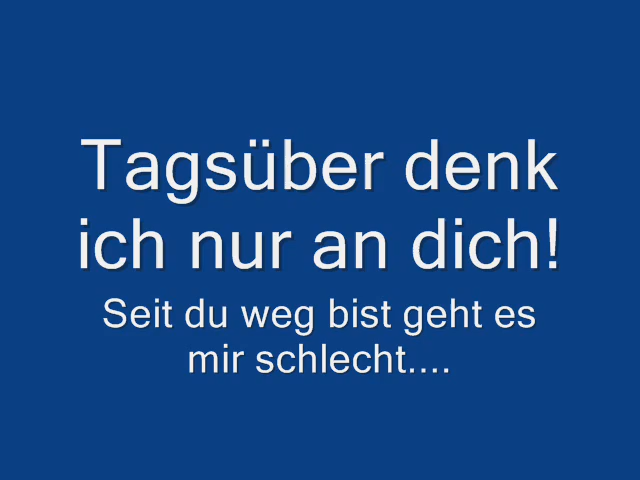 Tagsüber denk
ich nur an dich!
Seit du weg bist geht es
mir schlecht....